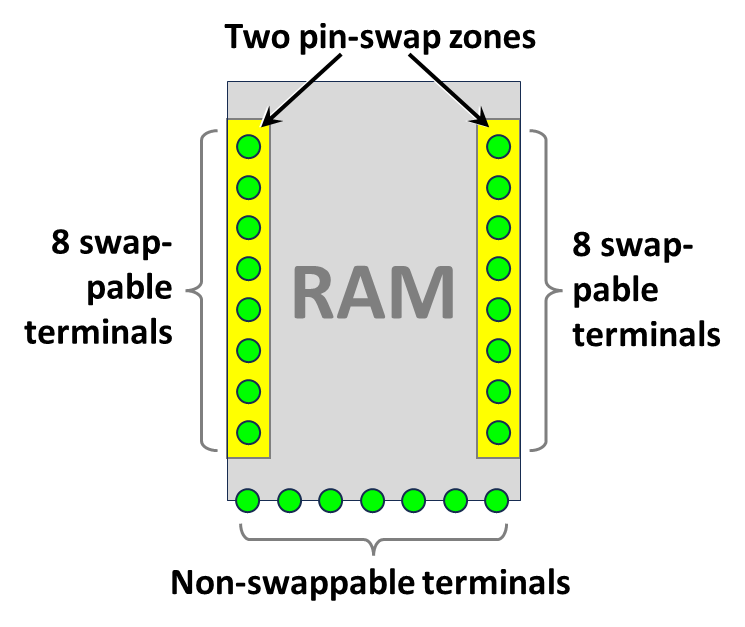 Two pin-swap zones
8 swap-
pable
terminals
RAM
8 swap-
pable
terminals
Non-swappable terminals